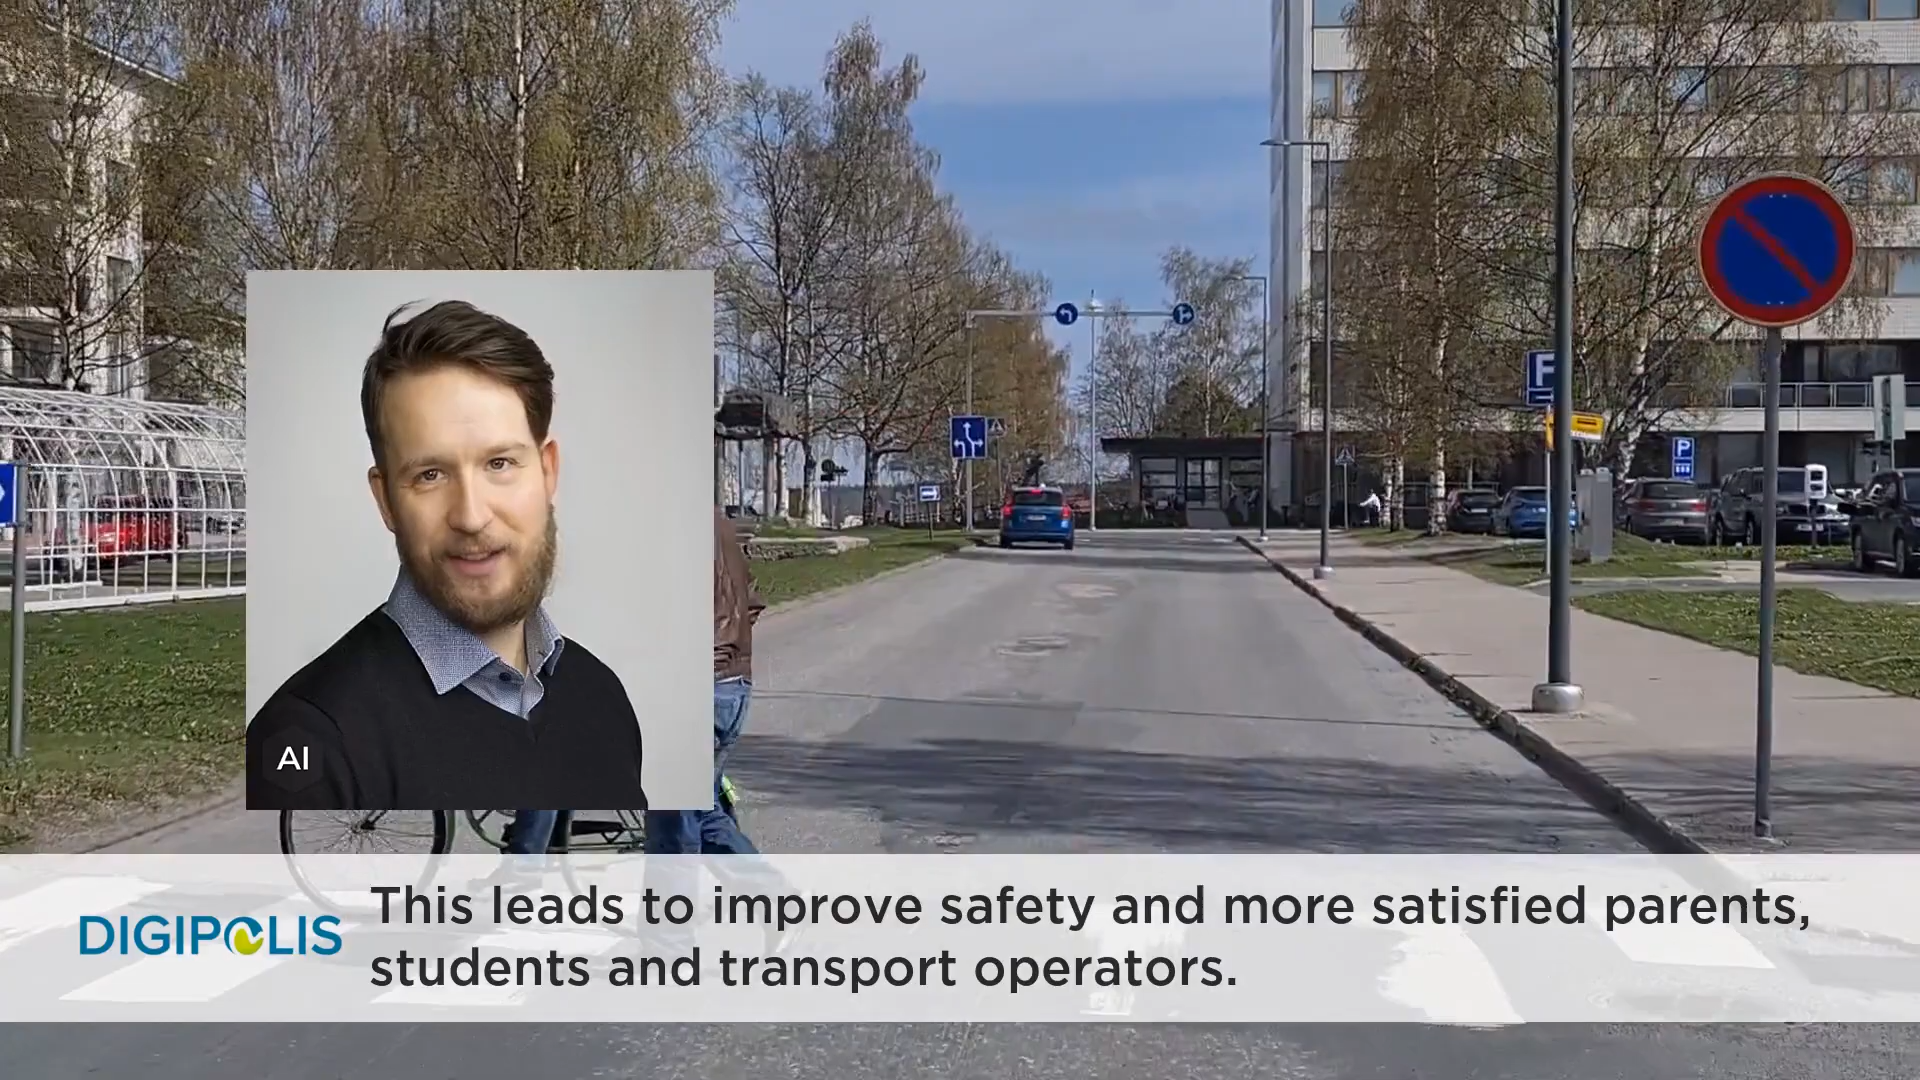 F
P
AI
DIGIPOLIS
This leads to improve safety and more satisfied parents,
students and transport operators.